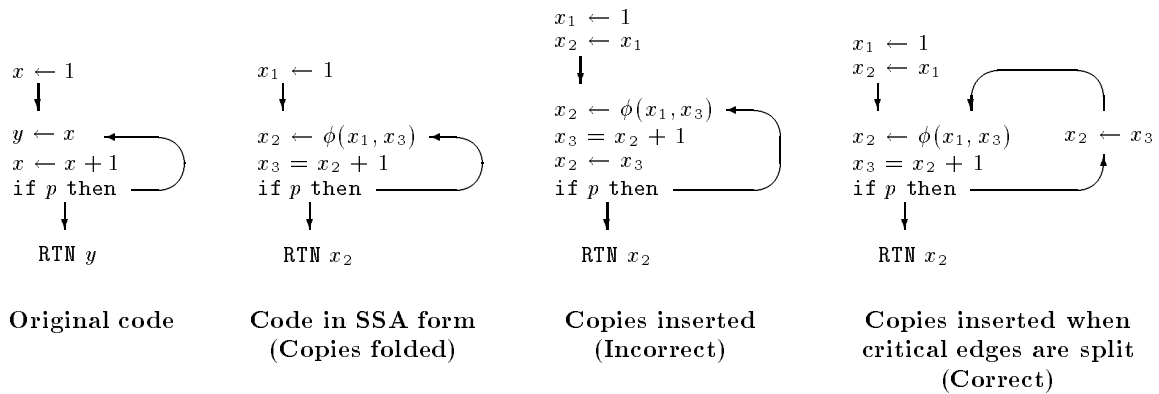 x ← 1
y ← x
x ← x + 1
if p then
RTN y
Original code
x₁ ← 1
x₂ ← ϕ(x₁, x₃)
x₃ = x₂ + 1
if p then
RTN x₂
Code in SSA form
(Copies folded)
x₁ ← 1
x₂ ← x₁
x₂ ← ϕ(x₁, x₃)
x₃ = x₂ + 1
x₂ ← x₃
if p then
RTN x₂
Copies inserted
(Incorrect)
x₁ ← 1
x₂ ← x₁
x₂ ← ϕ(x₁, x₃)
x₃ = x₂ + 1
if p then
x₂ ← x₃
RTN x₂
Copies inserted when
critical edges are split
(Correct)